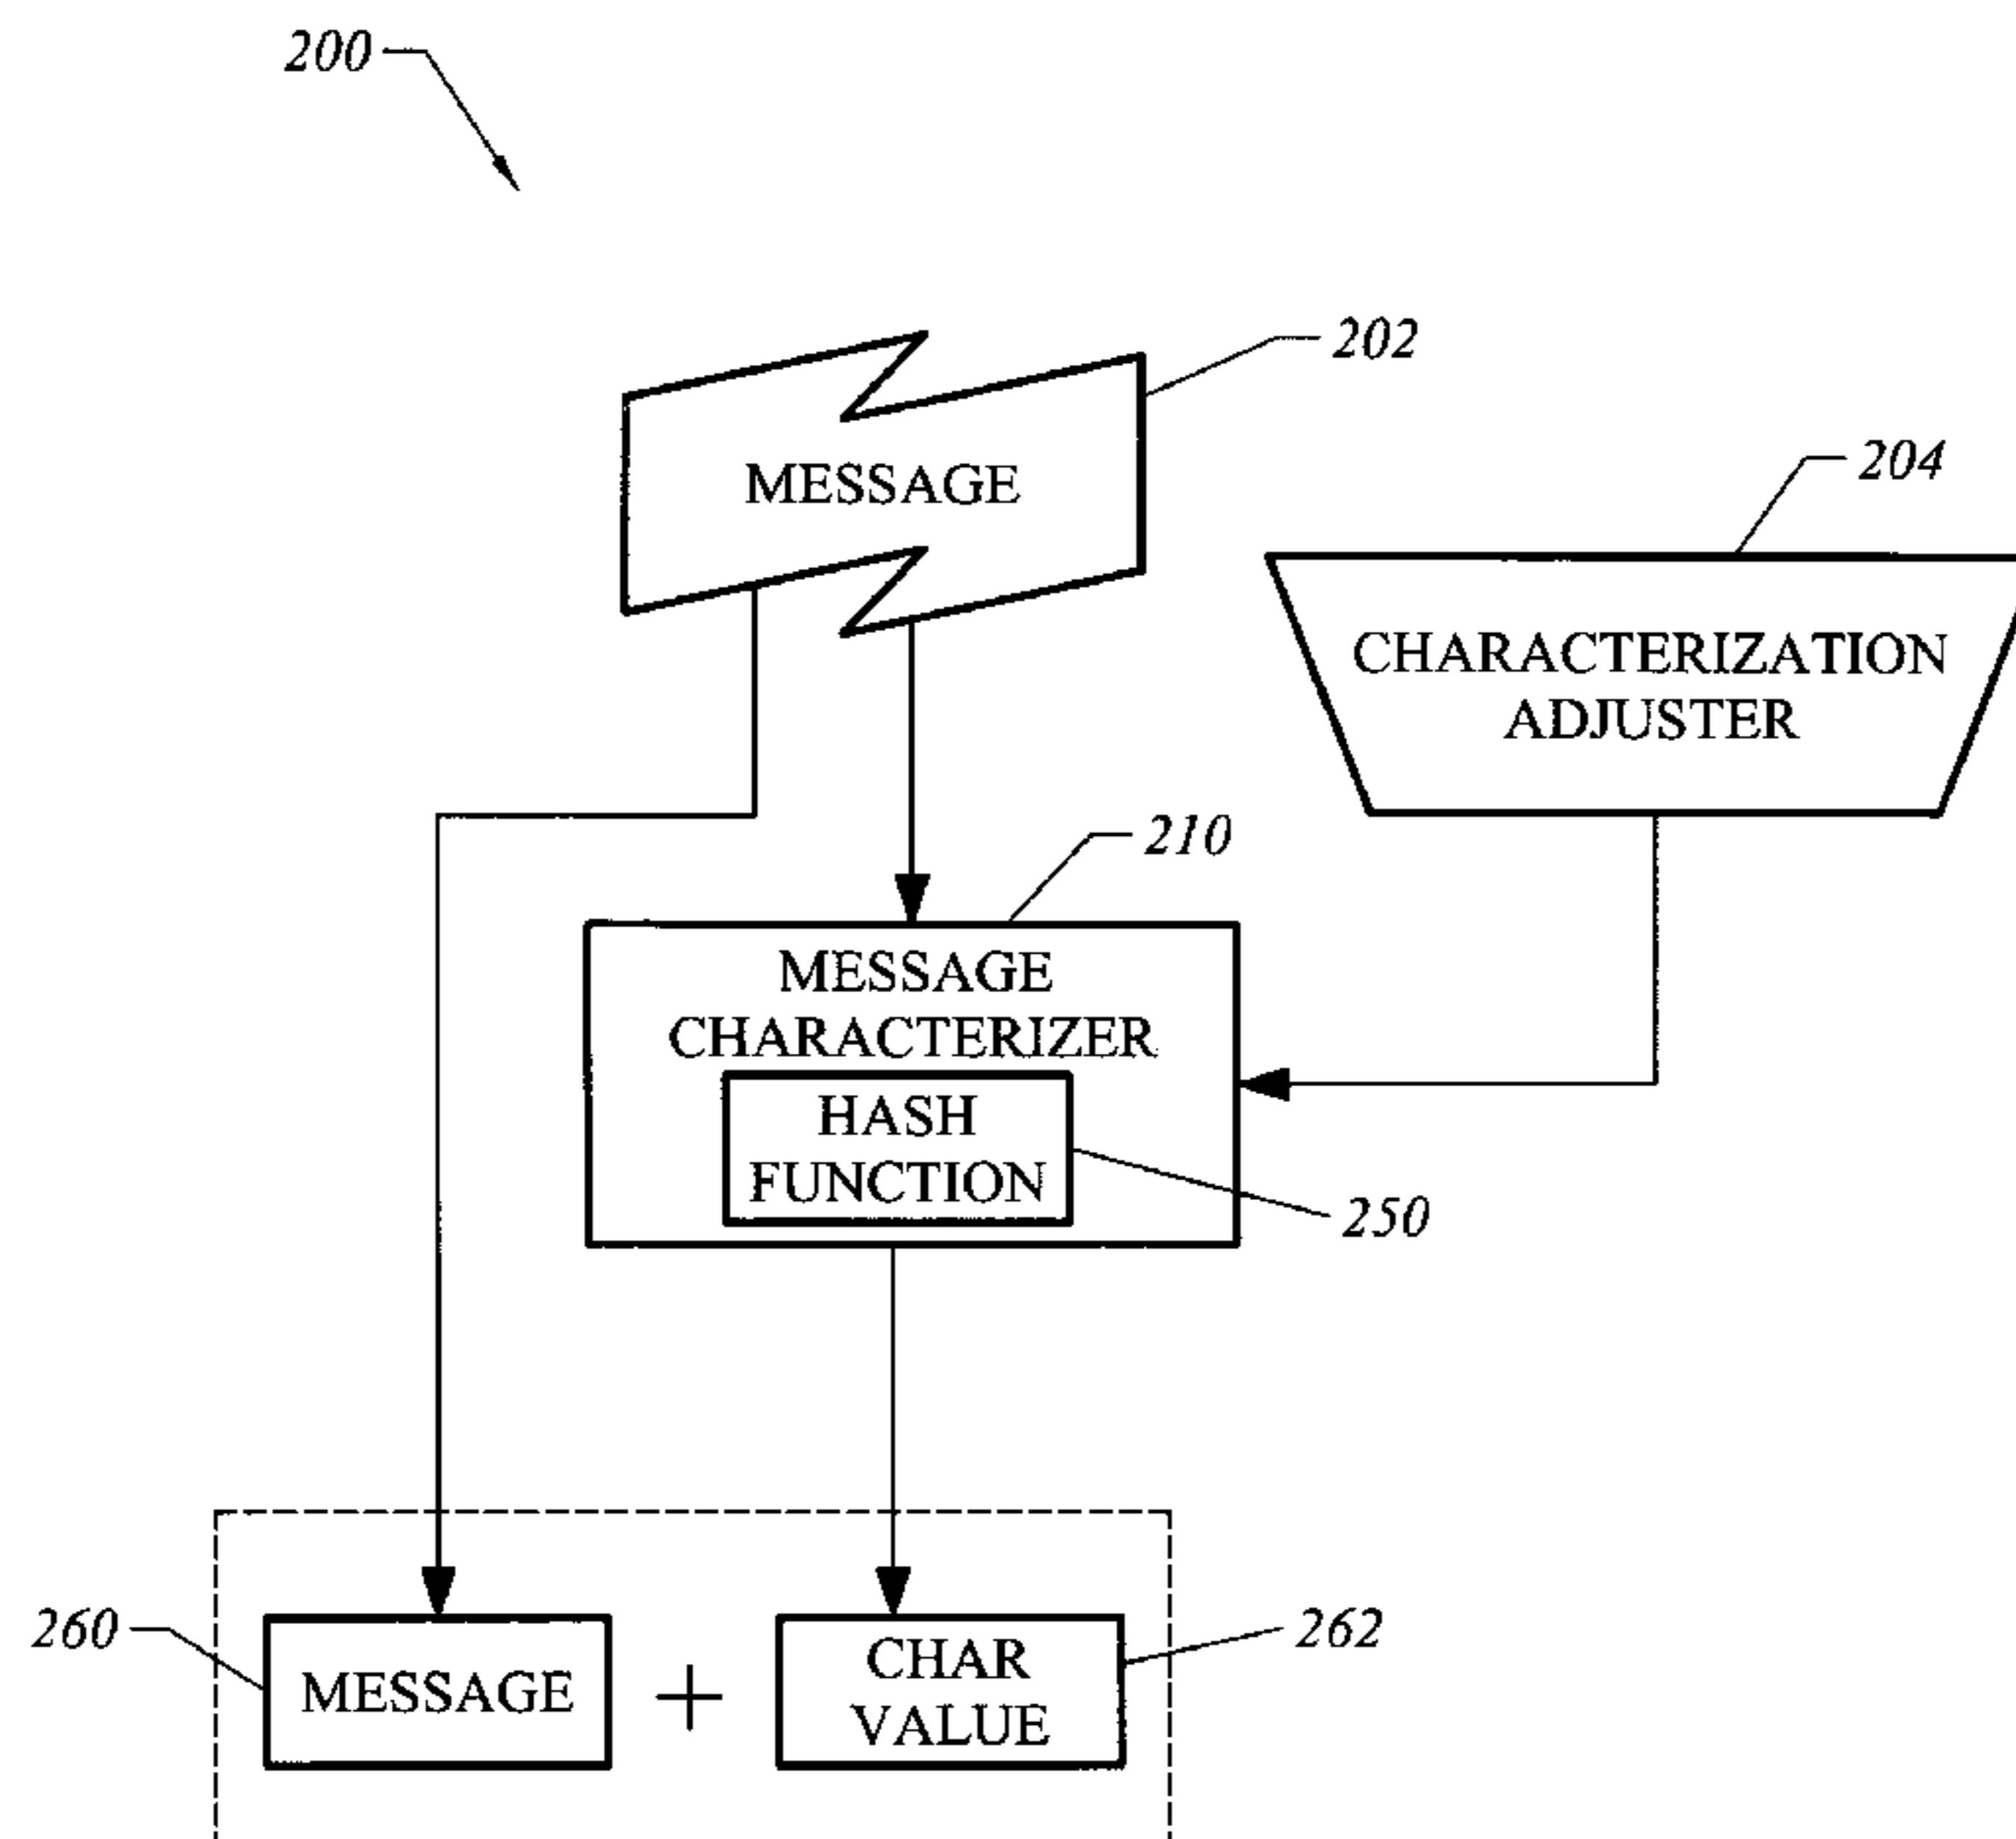 200
202
MESSAGE
204
CHARACTERIZATION
ADJUSTER
210
MESSAGE
CHARACTERIZER
HASH
FUNCTION
250
260
MESSAGE
+
CHAR
VALUE
262